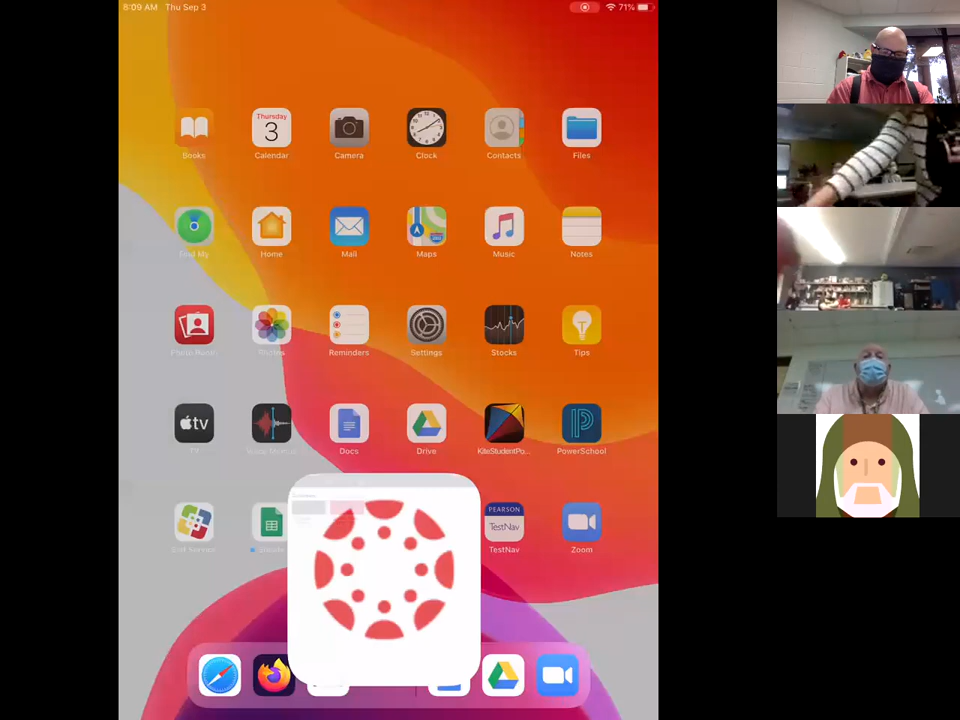 8:09 AM Thu Sep 3 71%
Thursday
3
Books Calendar Camera Clock Contacts Files
Find My Home Mail Maps Music Notes
Photo Booth Photos Reminders Settings Stocks Tips
tv
TV Voice Memos Docs Drive KiteStudentPo... PowerSchool
PEARSON
TestNav
Sheets TestNav Zoom